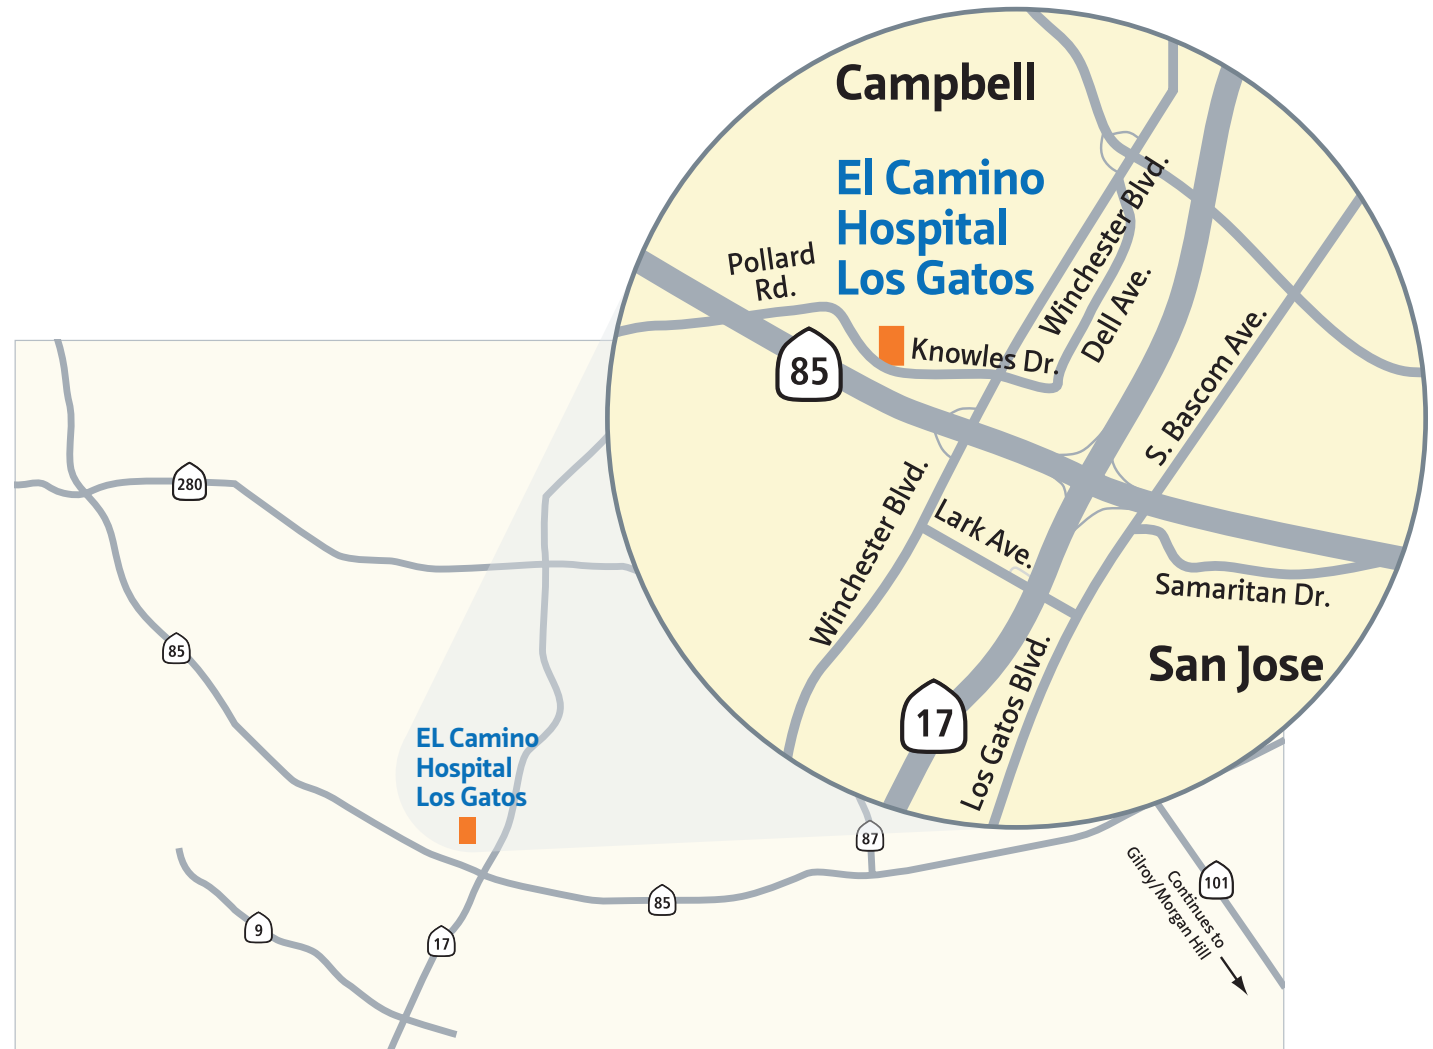 Campbell
El Camino
Hospital
Los Gatos
Pollard
Rd.
Winchester Blvd.
Dell Ave.
Knowles Dr.
85
S. Bascom Ave.
Winchester Blvd.
Lark Ave.
Samaritan Dr.
San Jose
17
Los Gatos Blvd.
280
85
EL Camino
Hospital
Los Gatos
87
85
9
17
101
Continues to
Gilroy/Morgan Hill